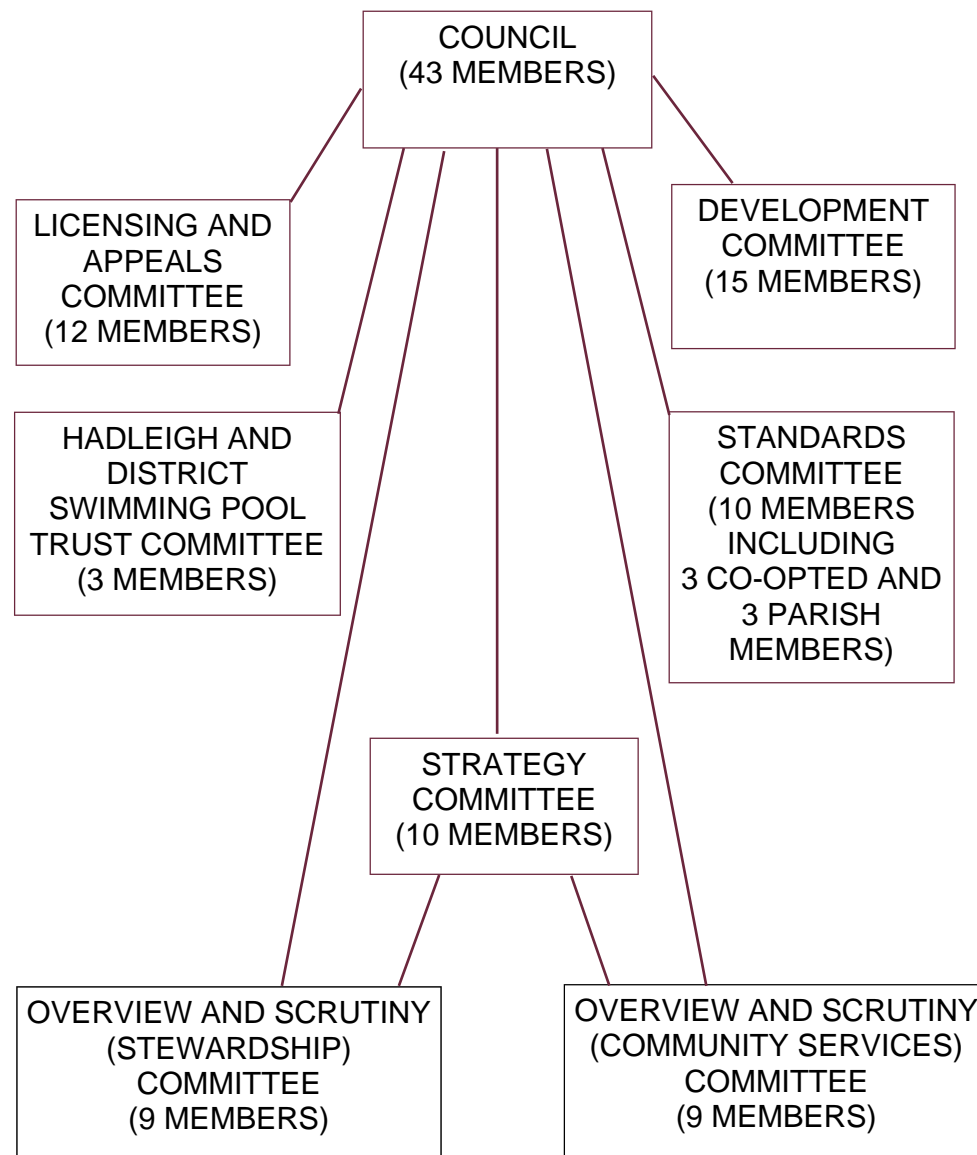 COUNCIL
(43 MEMBERS)
LICENSING AND
APPEALS
COMMITTEE
(12 MEMBERS)
DEVELOPMENT
COMMITTEE
(15 MEMBERS)
HADLEIGH AND
DISTRICT
SWIMMING POOL
TRUST COMMITTEE
(3 MEMBERS)
STANDARDS
COMMITTEE
(10 MEMBERS
INCLUDING
3 CO-OPTED AND
3 PARISH
MEMBERS)
STRATEGY
COMMITTEE
(10 MEMBERS)
OVERVIEW AND SCRUTINY
(STEWARDSHIP)
COMMITTEE
(9 MEMBERS)
OVERVIEW AND SCRUTINY
(COMMUNITY SERVICES)
COMMITTEE
(9 MEMBERS)